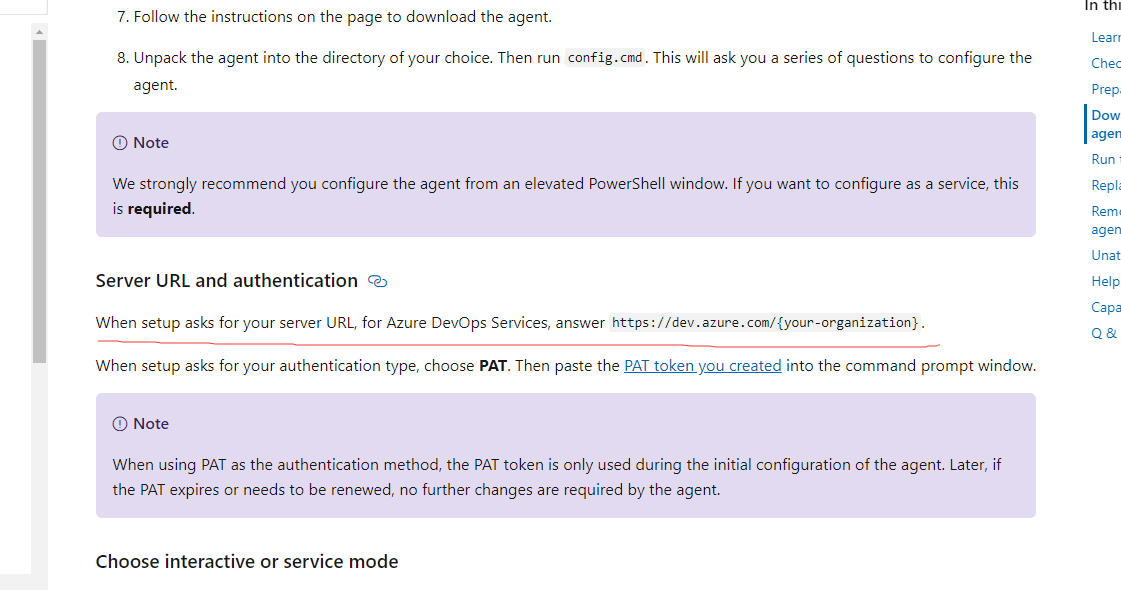 In thi
7. Follow the instructions on the page to download the agent.
8. Unpack the agent into the directory of your choice. Then run config.cmd. This will ask you a series of questions to configure the
agent.
Note
We strongly recommend you configure the agent from an elevated PowerShell window. If you want to configure as a service, this
is required.
Server URL and authentication
When setup asks for your server URL, for Azure DevOps Services, answer https://dev.azure.com/{your-organization}.
When setup asks for your authentication type, choose PAT. Then paste the PAT token you created into the command prompt window.
Note
When using PAT as the authentication method, the PAT token is only used during the initial configuration of the agent. Later, if
the PAT expires or needs to be renewed, no further changes are required by the agent.
Choose interactive or service mode
Learn
Chec
Prepa
Dow
agen
Run
Repla
Remo
agen
Unat
Help
Capa
Q &